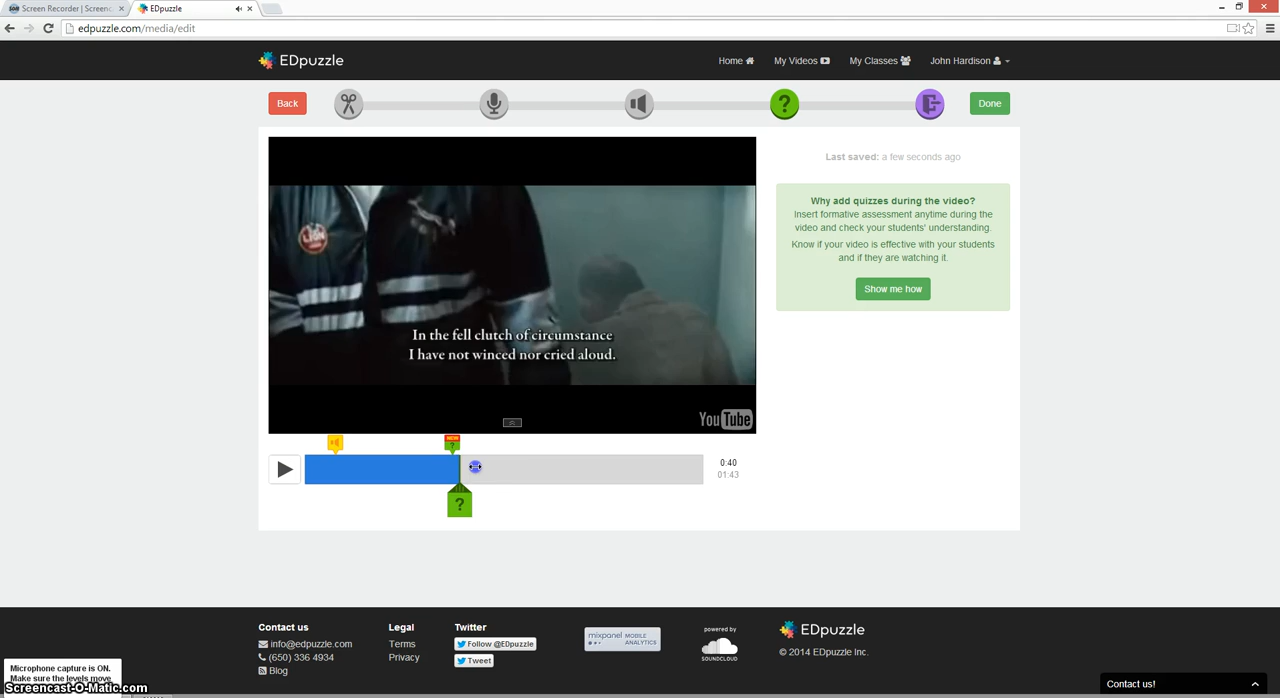 Screen Recorder | Screenc
EDpuzzle
edpuzzle.com/media/edit
EDpuzzle
Home
My Videos
My Classes
John Hardison
Back
?
Done
LION
In the fell clutch of circumstance
I have not winced nor cried aloud.
YouTube
Last saved: a few seconds ago
Why add quizzes during the video?
Insert formative assessment anytime during the
video and check your students' understanding.
Know if your video is effective with your students
and if they are watching it.
Show me how
NEW
?
0:40
01:43
?
Contact us
info@edpuzzle.com
(650) 336 4934
Blog
Legal
Terms
Privacy
Twitter
Follow @EDpuzzle
Tweet
mixpanel MOBILE
ANALYTICS
powered by
SOUNDCLOUD
EDpuzzle
© 2014 EDpuzzle Inc.
Microphone capture is ON.
Make sure the levels move
Screencast-O-Matic.com
Contact us!